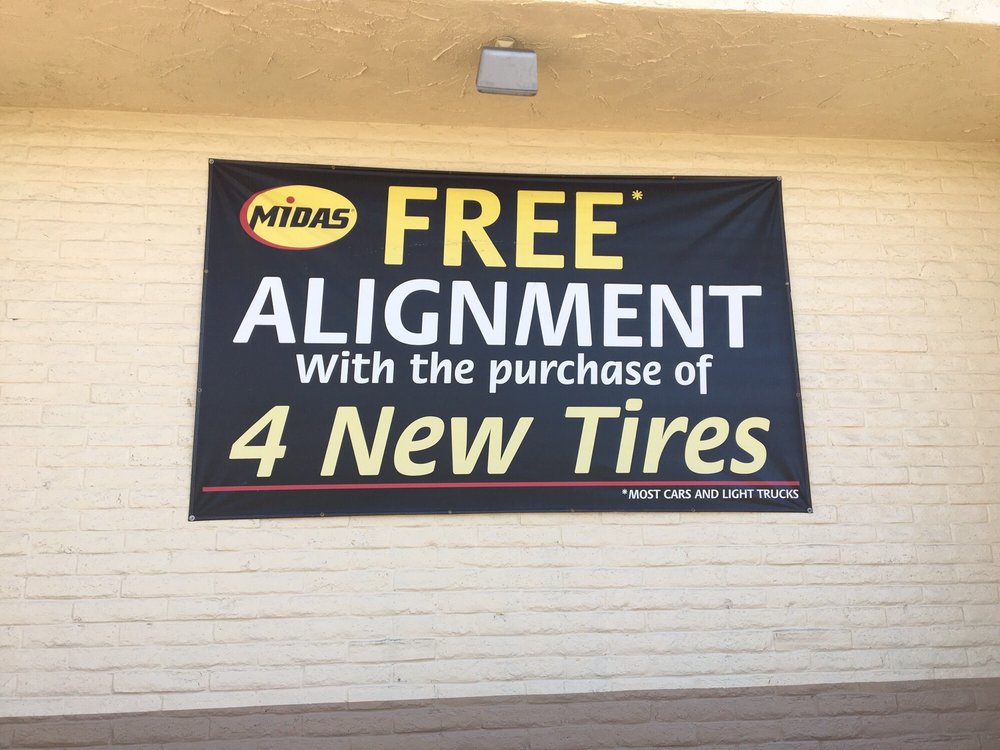 MIDAS
FREE*
ALIGNMENT
With the purchase of
4 New Tires
*MOST CARS AND LIGHT TRUCKS